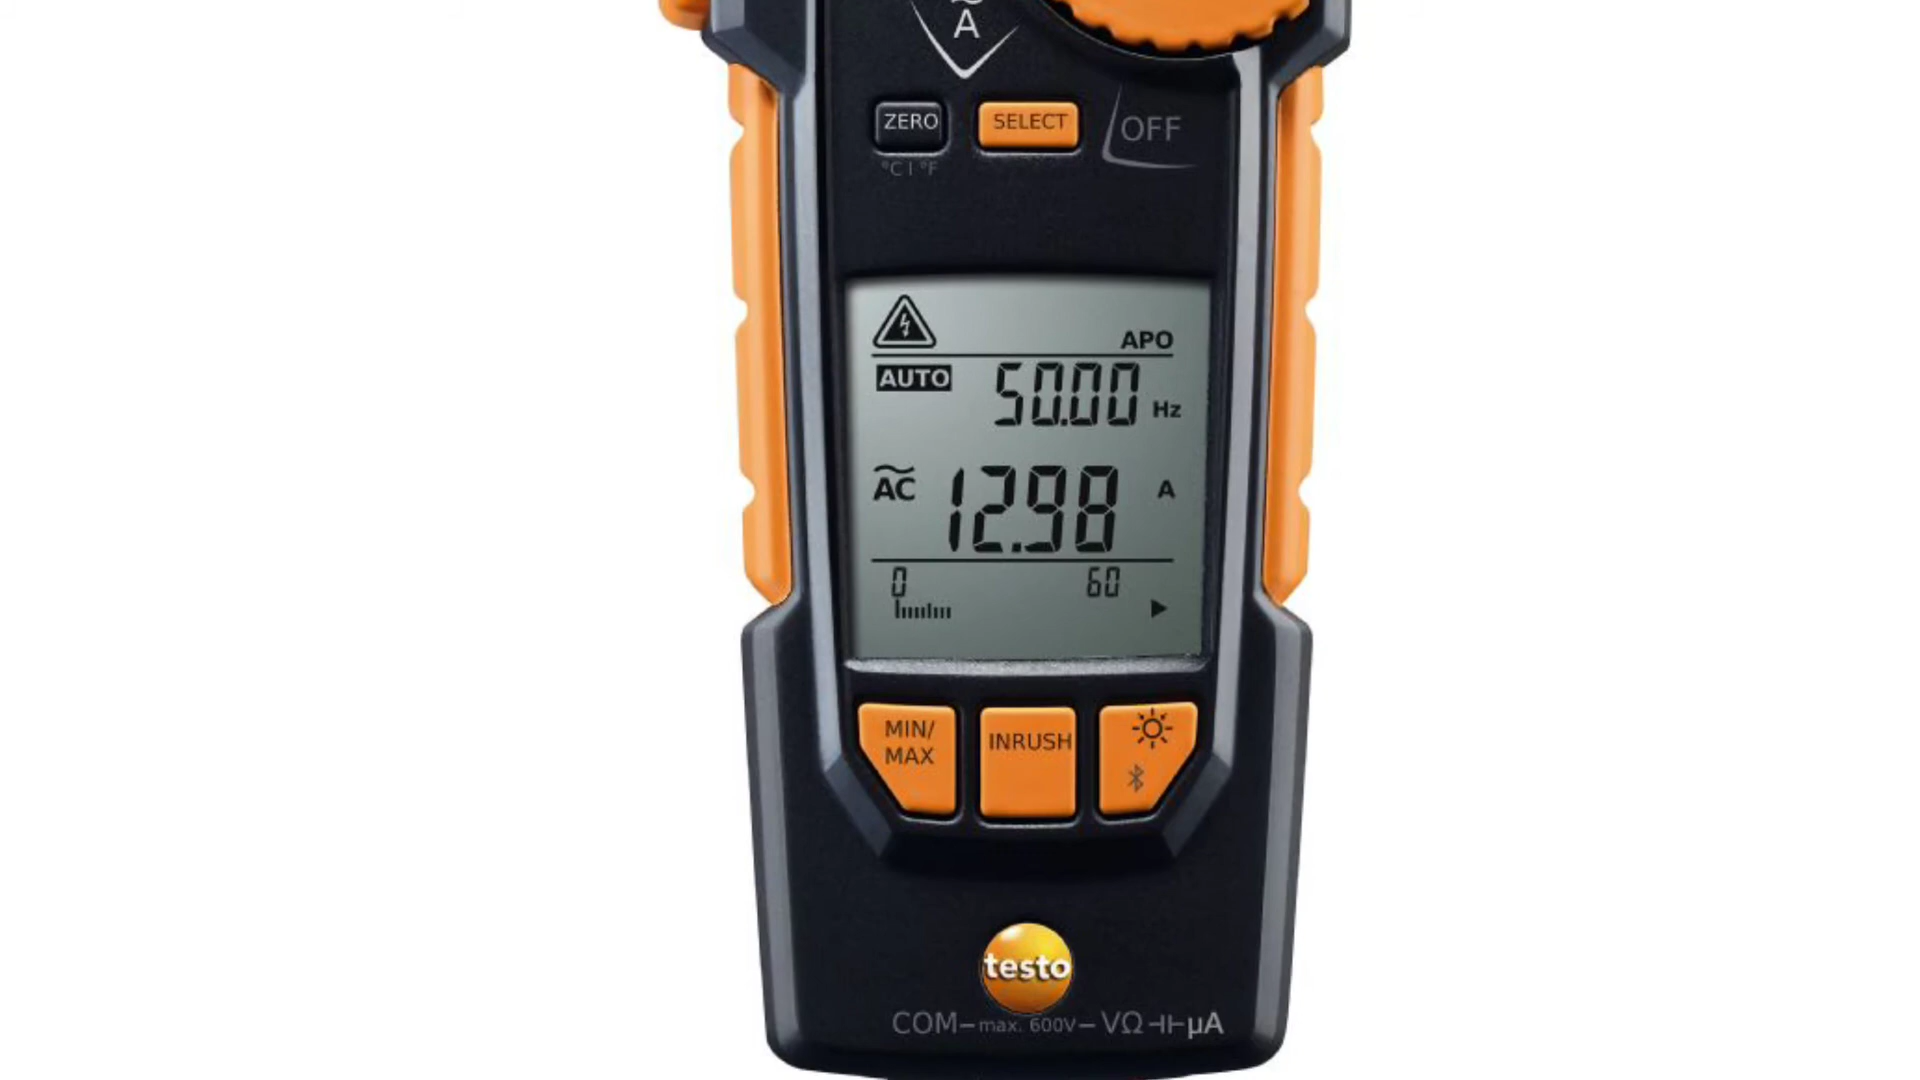 A
ZERO SELECT OFF
°C | °F
APO
AUTO 50.00 Hz
AC 12.98 A
0 60
MIN/
MAX
INRUSH
testo
COM–max. 600V–VΩ⊣⊢µA